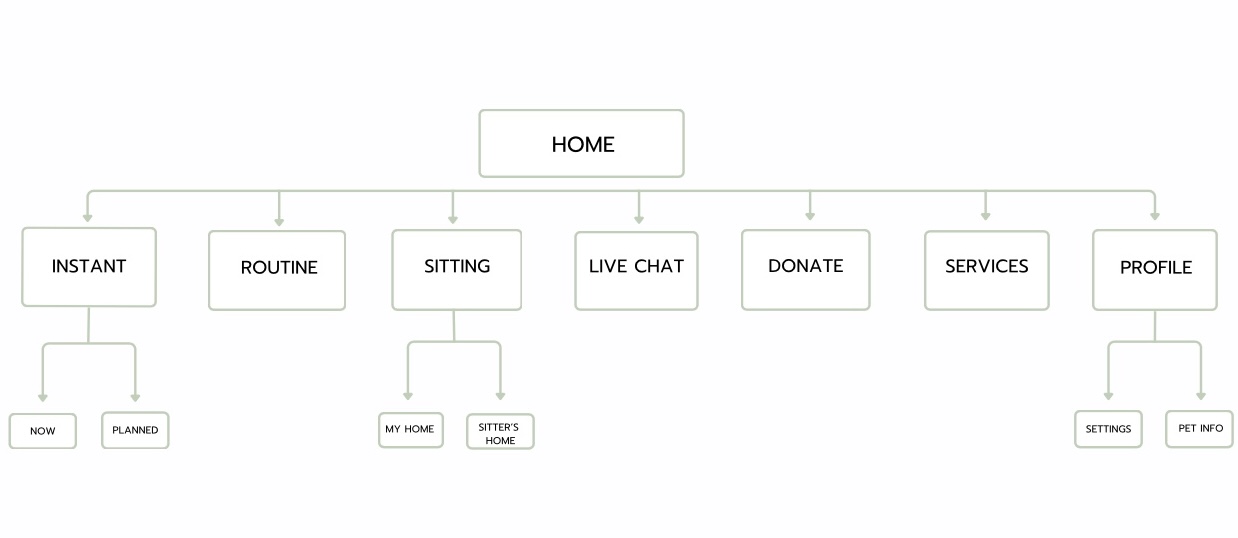 HOME
INSTANT
ROUTINE
SITTING
LIVE CHAT
DONATE
SERVICES
PROFILE
NOW
PLANNED
MY HOME
SITTER'S
HOME
SETTINGS
PET INFO